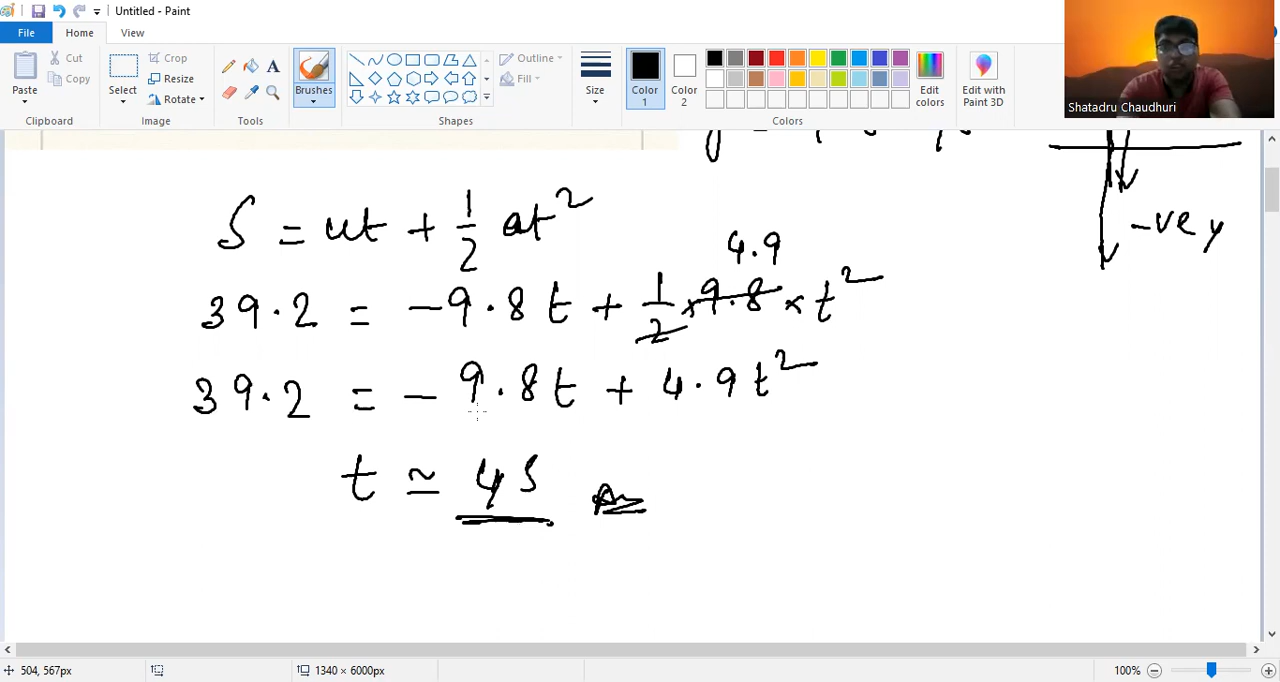 Untitled - Paint
File Home View
Paste
Cut
Copy
Clipboard
Select
Crop
Resize
Rotate
Image
Tools
Brushes
Outline
Fill
Shapes
Size
Color 1
Color 2
Edit colors
Colors
Edit with Paint 3D
Shatadru Chaudhuri
S = ut + 1/2 at²
4.9
39.2 = -9.8t + 1/2 × 9.8 × t²
39.2 = -9.8t + 4.9t²
t ≃ 4s
-ve y
504, 567px
1340 × 6000px
100%